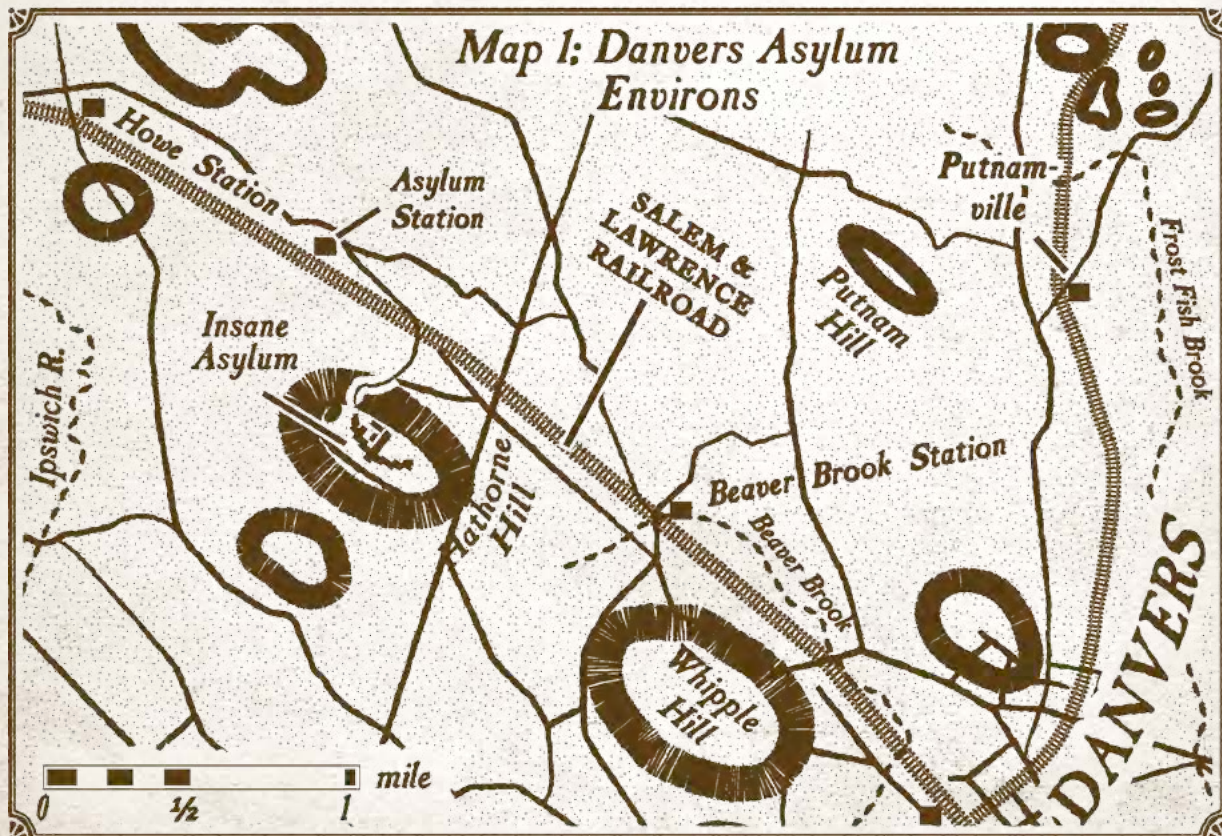 Map 1: Danvers Asylum
Environs
Howe Station
Asylum
Station
SALEM &
LAWRENCE
RAILROAD
Putnam-
ville
Putnam
Hill
Frost Fish Brook
Insane
Asylum
Ipswich R.
Hathorne
Hill
Beaver Brook Station
Beaver Brook
Whipple
Hill
DANVERS
0 ½ 1 mile